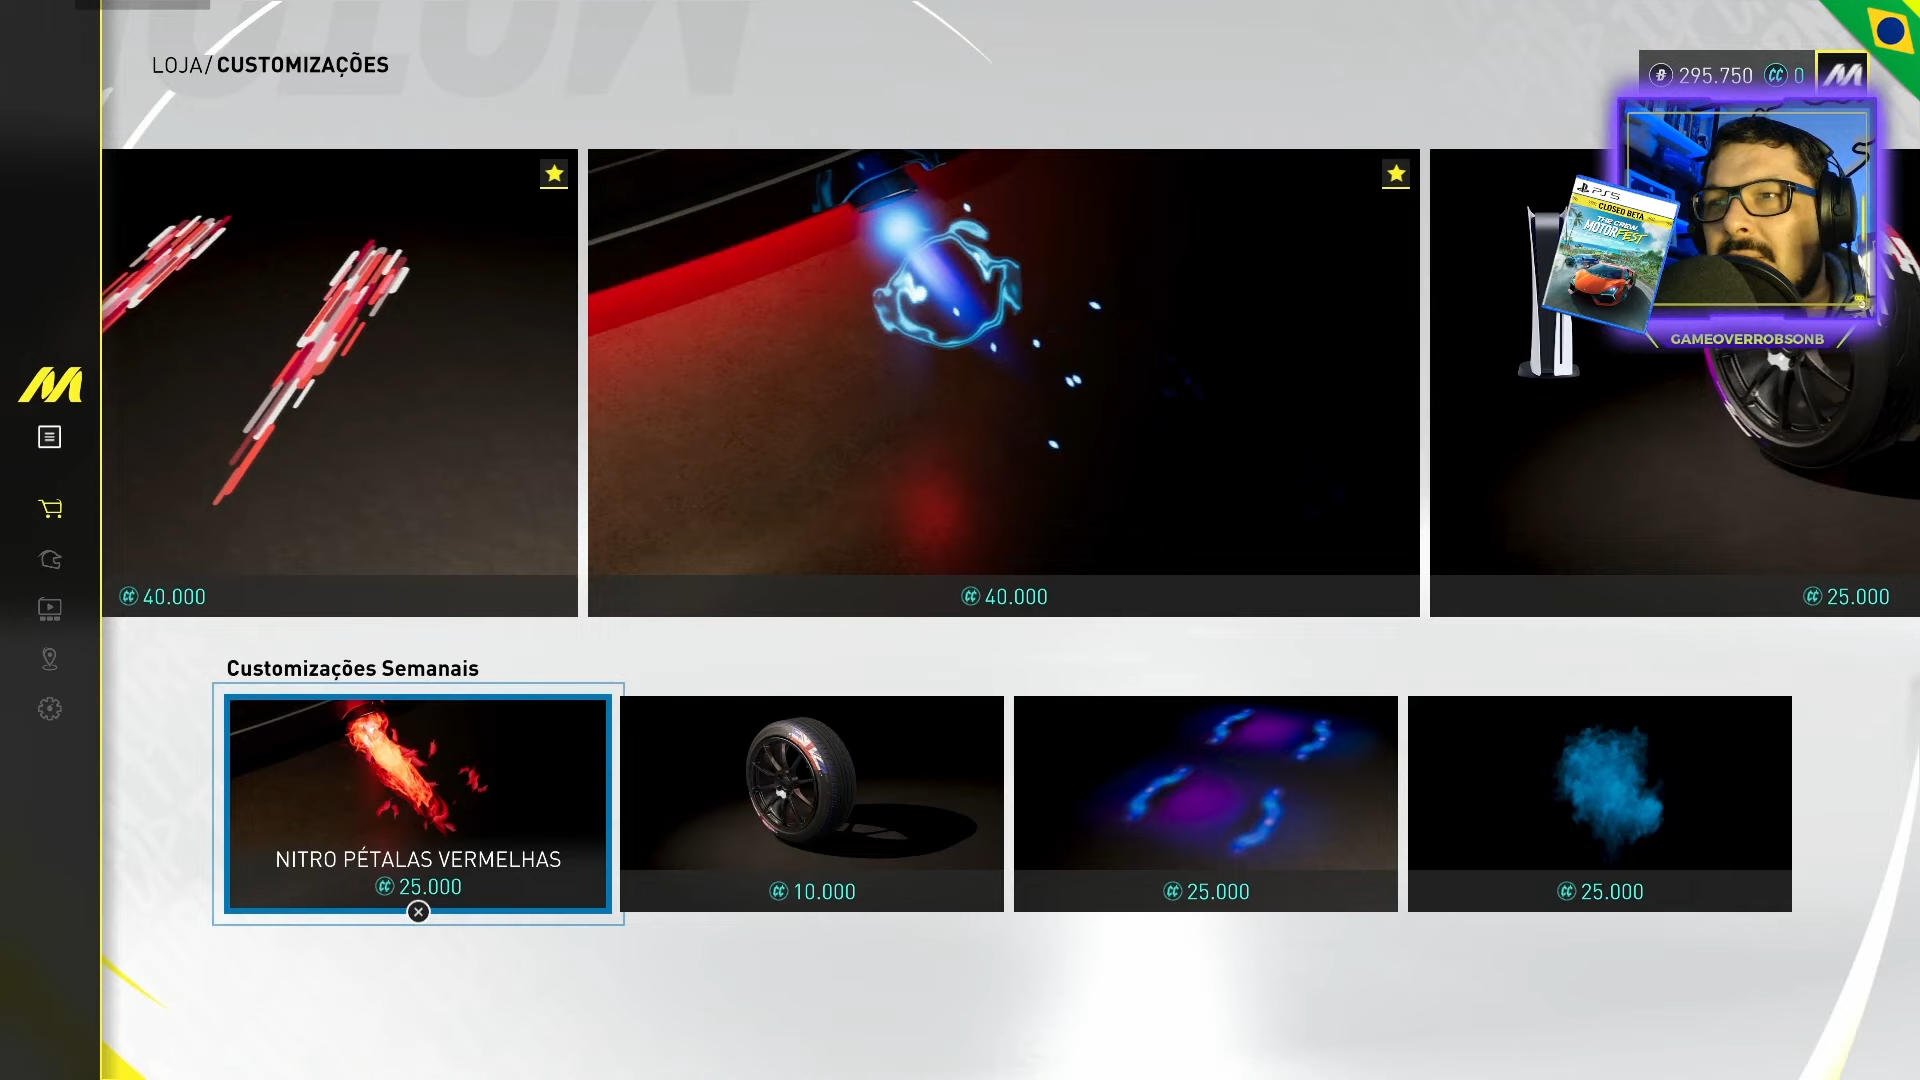 LOJA/CUSTOMIZAÇÕES
295.750 0
PS5
CLOSED BETA
THE CREW
MOTORFEST
GAMEOVERROBSONB
40.000
40.000
25.000
Customizações Semanais
NITRO PÉTALAS VERMELHAS
25.000
10.000
25.000
25.000